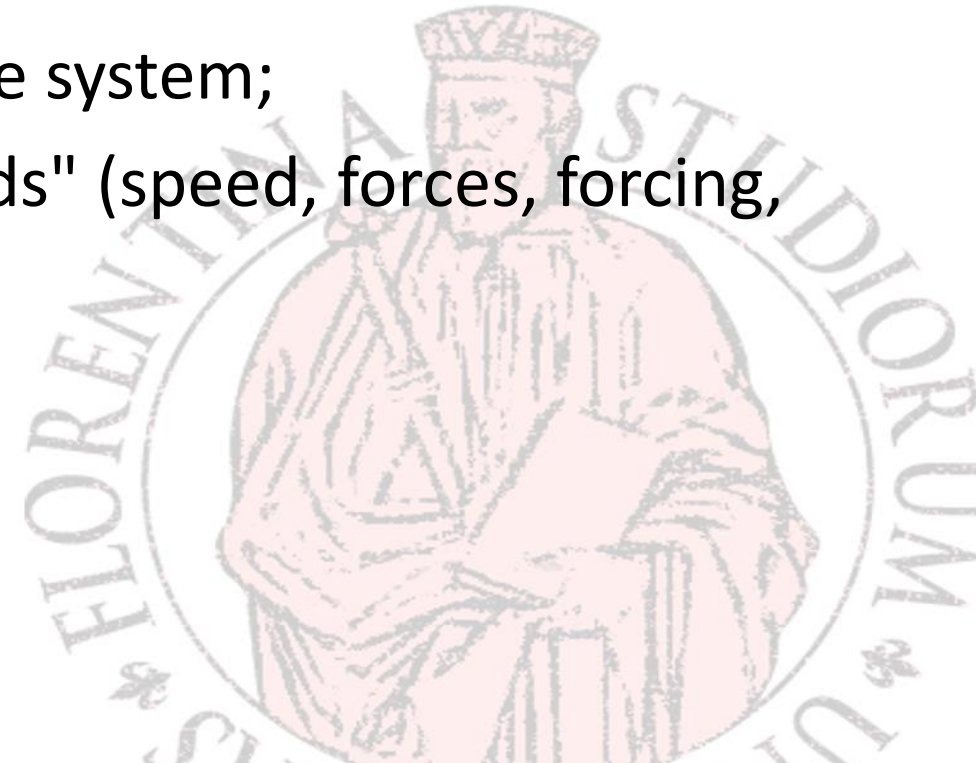 e system;
ds" (speed, forces, forcing,
FLORENTINA STUDIORUM U